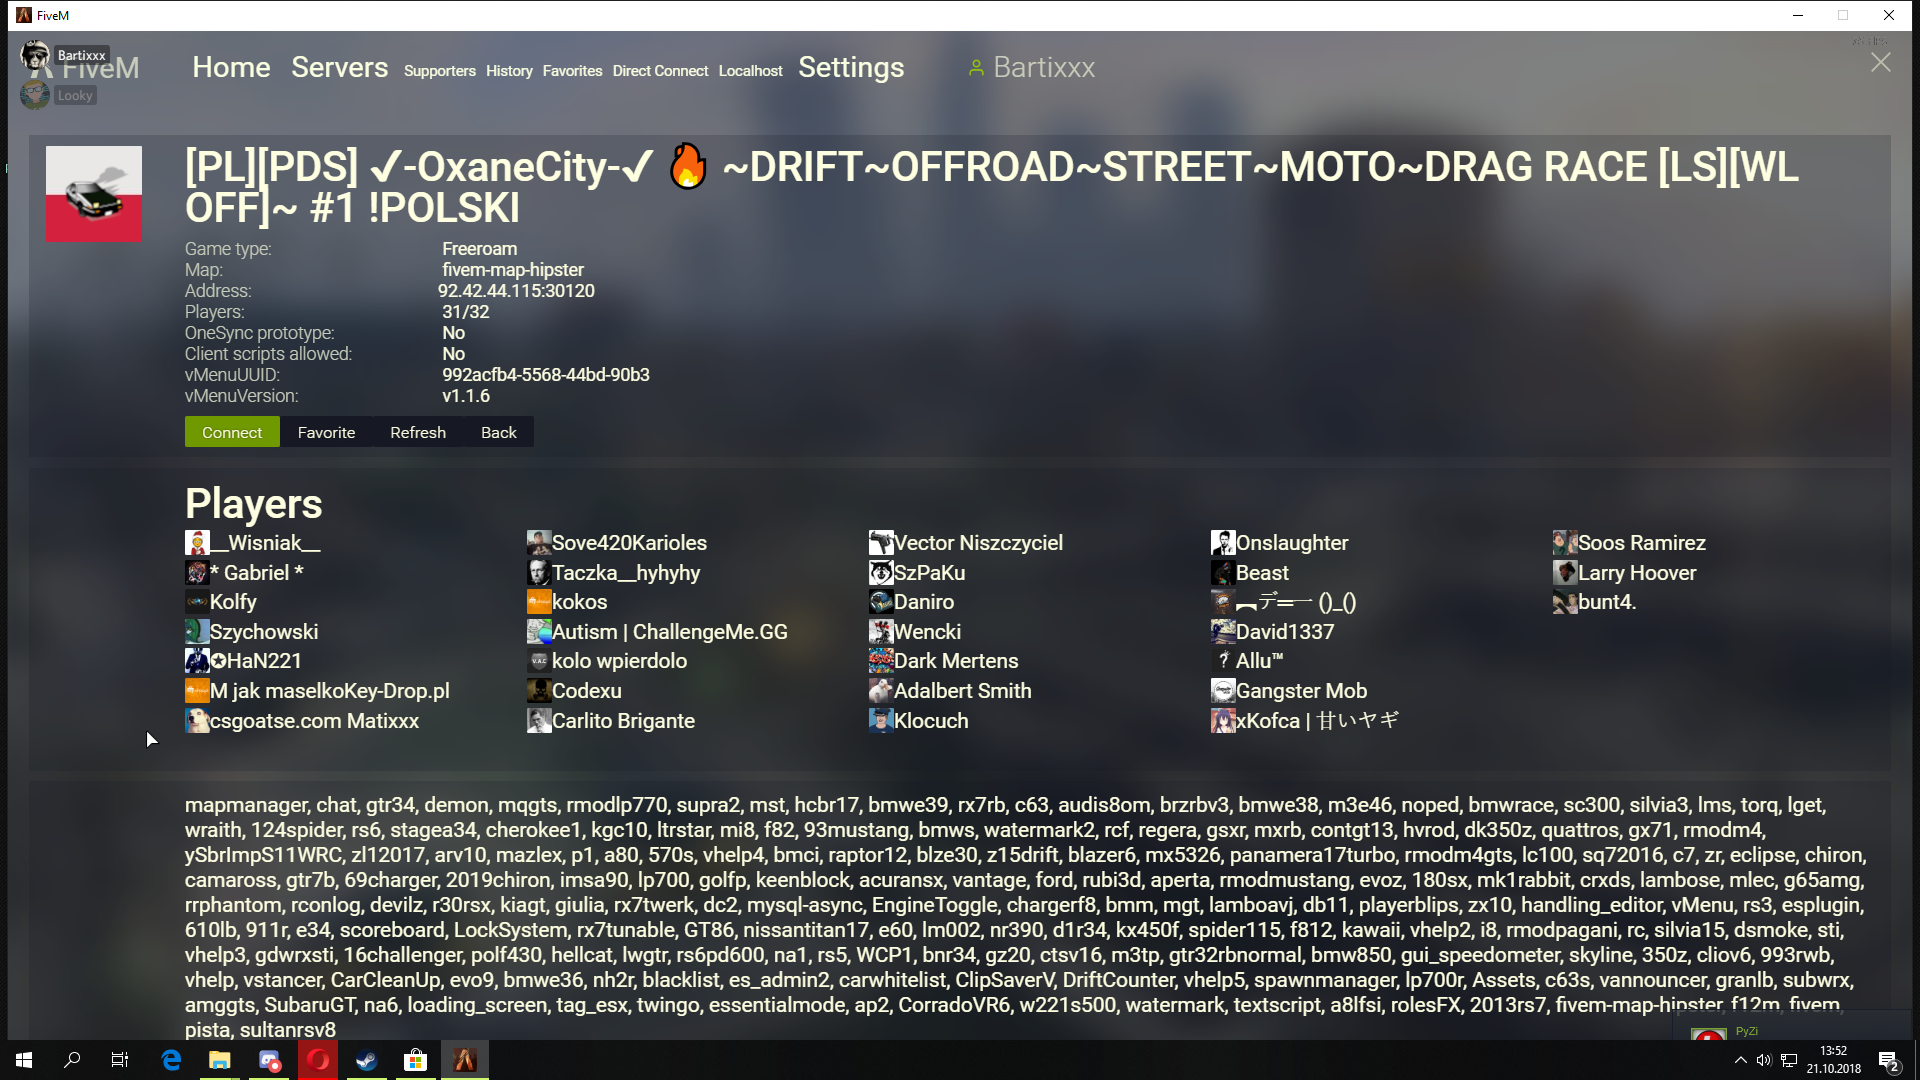 FiveM
Bartixxx
FiveM
Looky
Home Servers Supporters History Favorites Direct Connect Localhost Settings Bartixxx
[PL][PDS] ✓-OxaneCity-✓ 🔥 ~DRIFT~OFFROAD~STREET~MOTO~DRAG RACE [LS][WL
OFF]~ #1 !POLSKI
Game type: Freeroam
Map: fivem-map-hipster
Address: 92.42.44.115:30120
Players: 31/32
OneSync prototype: No
Client scripts allowed: No
vMenuUUID: 992acfb4-5568-44bd-90b3
vMenuVersion: v1.1.6
Connect Favorite Refresh Back
Players
__Wisniak__ Sove420Karioles Vector Niszczyciel Onslaughter Soos Ramirez
* Gabriel * Taczka__hyhyhy SzPaKu Beast Larry Hoover
Kolfy kokos Daniro ︻デ═一 ()_() bunt4.
Szychowski Autism | ChallengeMe.GG Wencki David1337
✪HaN221 kolo wpierdolo Dark Mertens Allu™
M jak maselkoKey-Drop.pl Codexu Adalbert Smith Gangster Mob
csgoatse.com Matixxx Carlito Brigante Klocuch xKofca | 甘いヤギ
mapmanager, chat, gtr34, demon, mqgts, rmodlp770, supra2, mst, hcbr17, bmwe39, rx7rb, c63, audis8om, brzrbv3, bmwe38, m3e46, noped, bmwrace, sc300, silvia3, lms, torq, lget,
wraith, 124spider, rs6, stagea34, cherokee1, kgc10, ltrstar, mi8, f82, 93mustang, bmws, watermark2, rcf, regera, gsxr, mxrb, contgt13, hvrod, dk350z, quattros, gx71, rmodm4,
ySbrImpS11WRC, zl12017, arv10, mazlex, p1, a80, 570s, vhelp4, bmci, raptor12, blze30, z15drift, blazer6, mx5326, panamera17turbo, rmodm4gts, lc100, sq72016, c7, zr, eclipse, chiron,
camaross, gtr7b, 69charger, 2019chiron, imsa90, lp700, golfp, keenblock, acuransx, vantage, ford, rubi3d, aperta, rmodmustang, evoz, 180sx, mk1rabbit, crxds, lambose, mlec, g65amg,
rrphantom, rconlog, devilz, r30rsx, kiagt, giulia, rx7twerk, dc2, mysql-async, EngineToggle, chargerf8, bmm, mgt, lamboavj, db11, playerblips, zx10, handling_editor, vMenu, rs3, esplugin,
610lb, 911r, e34, scoreboard, LockSystem, rx7tunable, GT86, nissantitan17, e60, lm002, nr390, d1r34, kx450f, spider115, f812, kawaii, vhelp2, i8, rmodpagani, rc, silvia15, dsmoke, sti,
vhelp3, gdwrxsti, 16challenger, polf430, hellcat, lwgtr, rs6pd600, na1, rs5, WCP1, bnr34, gz20, ctsv16, m3tp, gtr32rbnormal, bmw850, gui_speedometer, skyline, 350z, cliov6, 993rwb,
vhelp, vstancer, CarCleanUp, evo9, bmwe36, nh2r, blacklist, es_admin2, carwhitelist, ClipSaverV, DriftCounter, vhelp5, spawnmanager, lp700r, Assets, c63s, vannouncer, granlb, subwrx,
amggts, SubaruGT, na6, loading_screen, tag_esx, twingo, essentialmode, ap2, CorradoVR6, w221s500, watermark, textscript, a8lfsi, rolesFX, 2013rs7, fivem-map-hipster, f12m, fivem,
pista, sultanrsv8
PyZi
13:52
21.10.2018
2